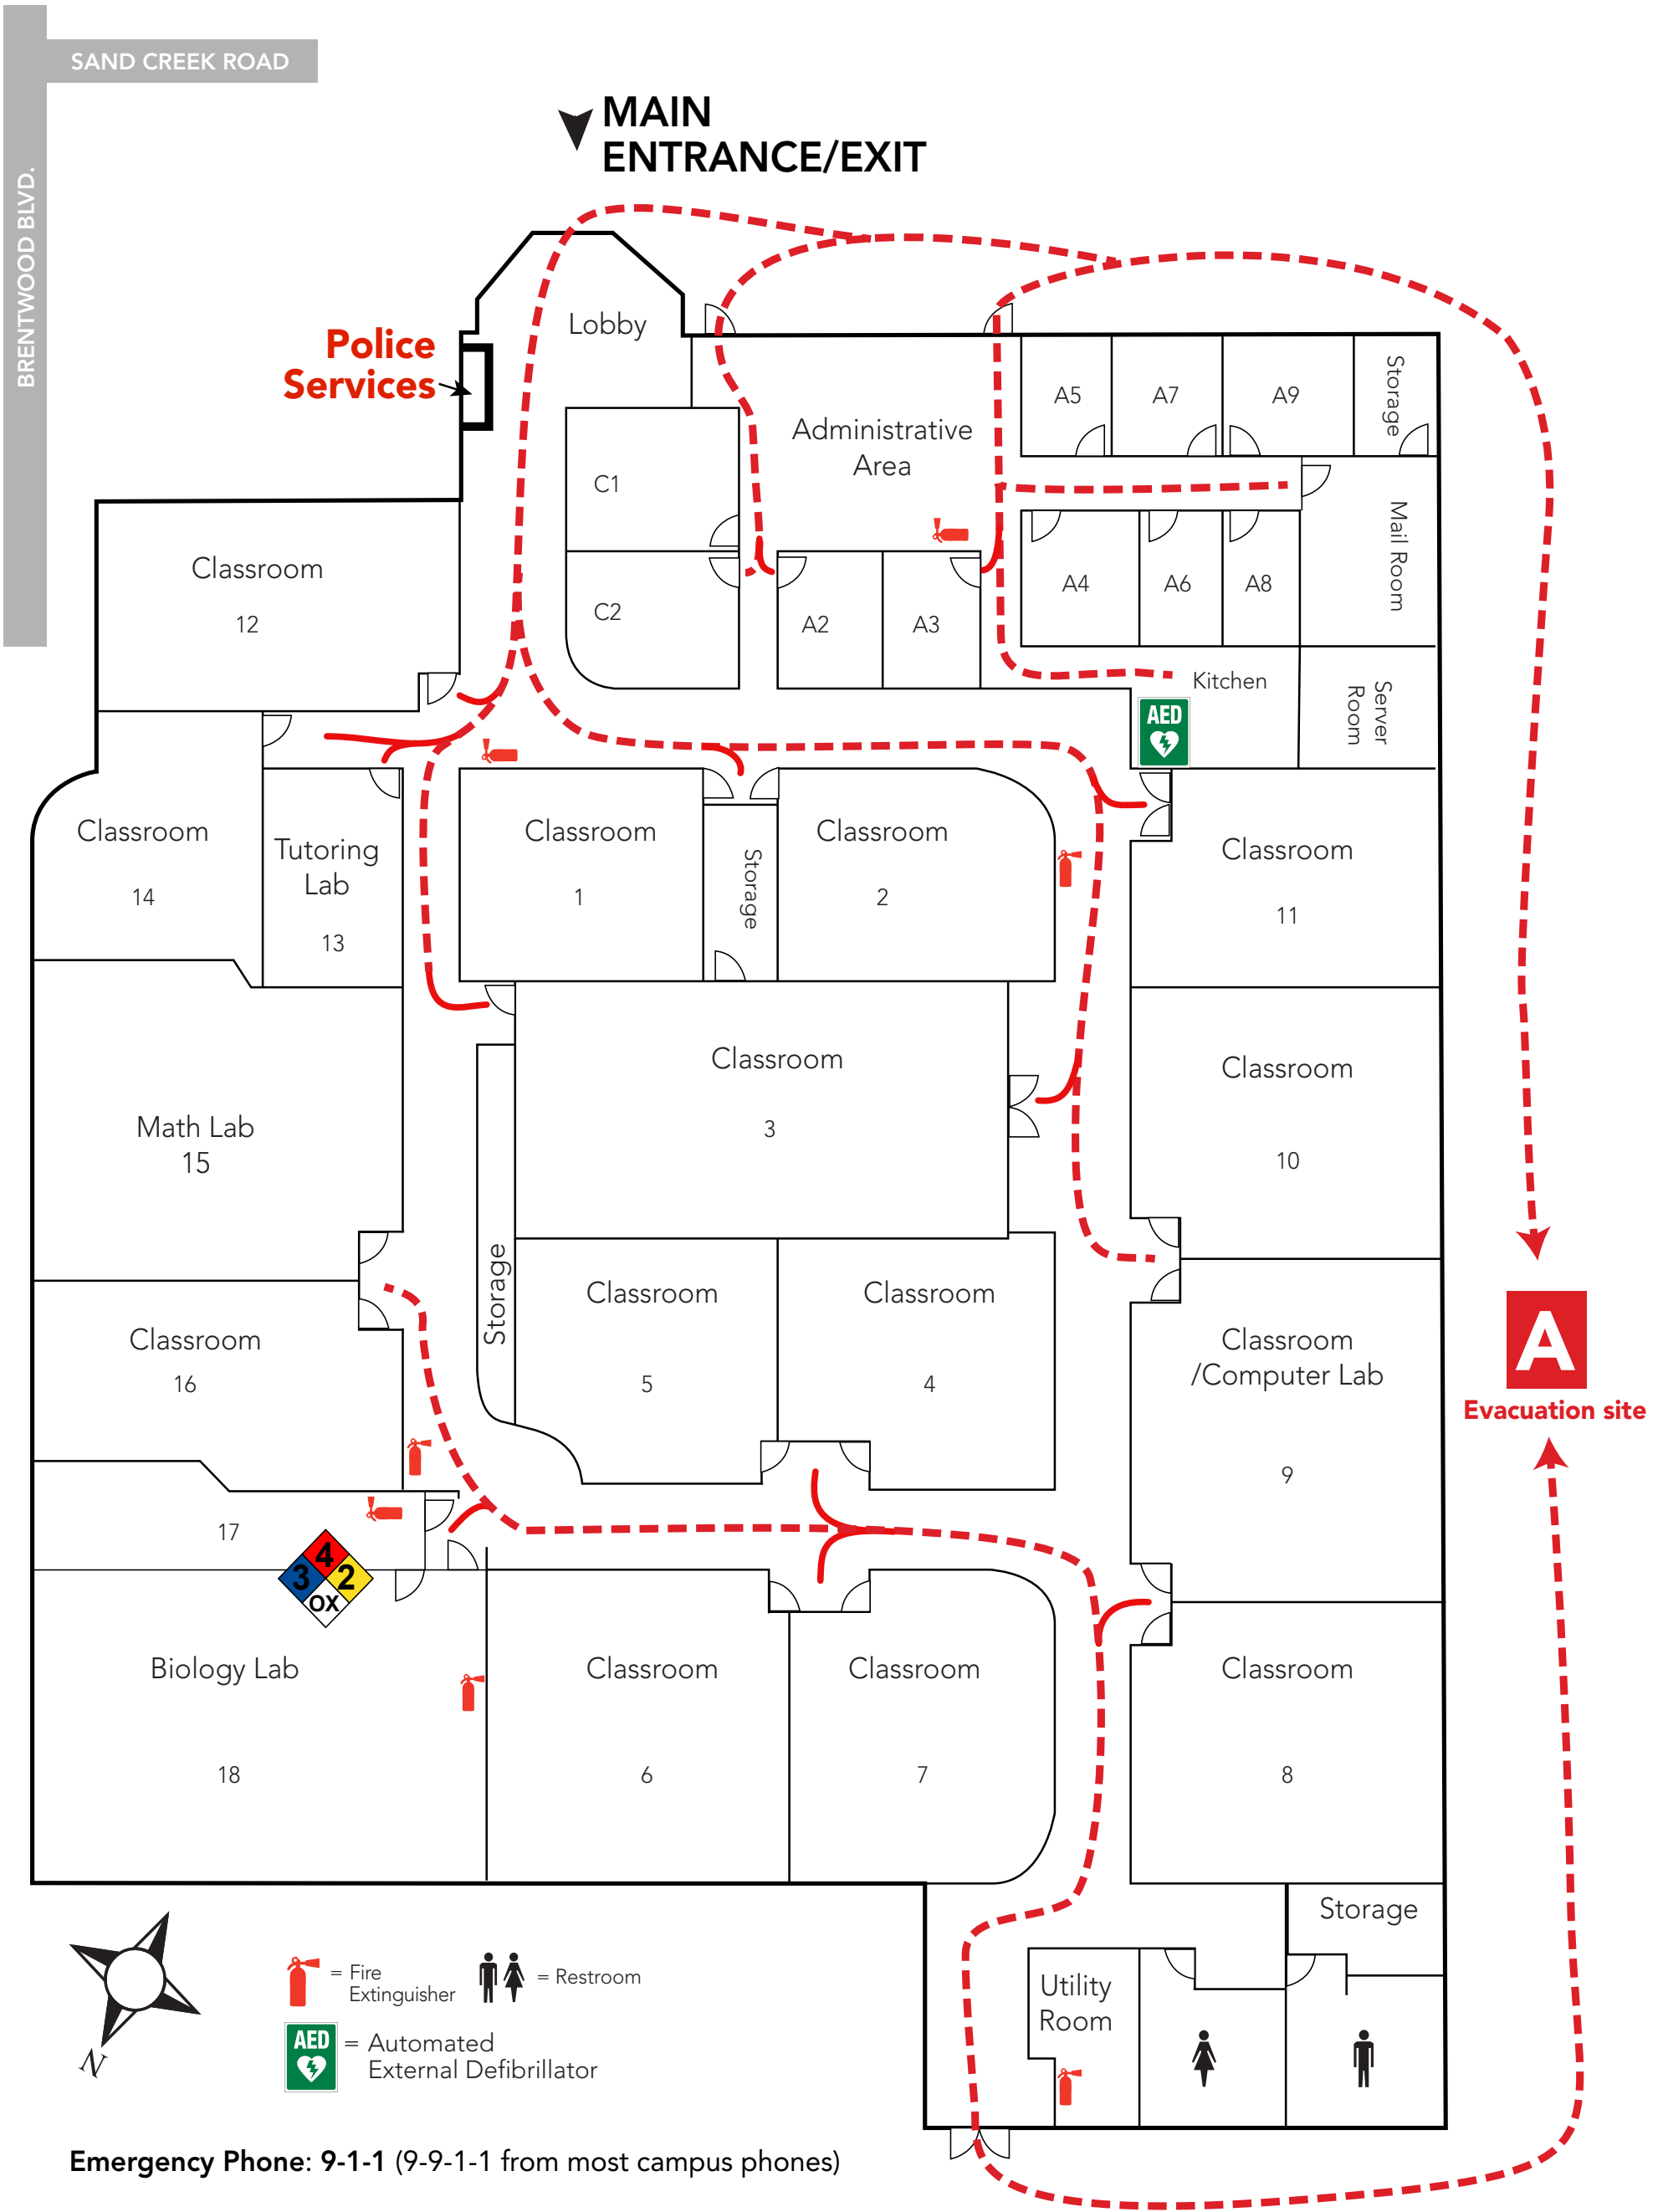 SAND CREEK ROAD
BRENTWOOD BLVD.
MAIN
ENTRANCE/EXIT
Lobby
Police
Services
Administrative
Area
A5
A7
A9
Storage
C1
C2
A2
A3
A4
A6
A8
Mail Room
Kitchen
Server
Room
AED
Classroom
12
Classroom
14
Tutoring
Lab
13
Classroom
1
Storage
Classroom
2
Classroom
11
Classroom
3
Classroom
10
Math Lab
15
Storage
Classroom
5
Classroom
4
Classroom
/Computer Lab
9
Classroom
16
A
Evacuation site
17
4
3
2
OX
Biology Lab
18
Classroom
6
Classroom
7
Classroom
8
Storage
Utility
Room
N
= Fire
Extinguisher
= Restroom
AED
= Automated
External Defibrillator
Emergency Phone: 9-1-1 (9-9-1-1 from most campus phones)